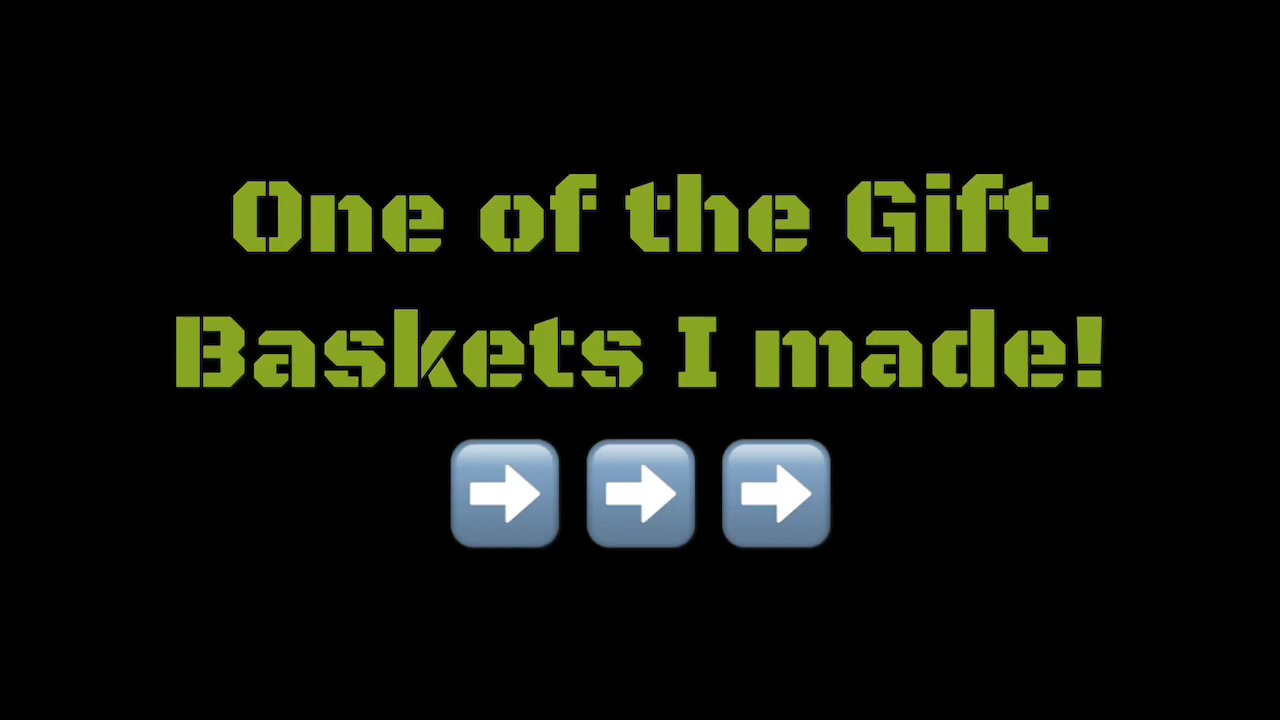 One of the Gift
Baskets I made!
➡️ ➡️ ➡️